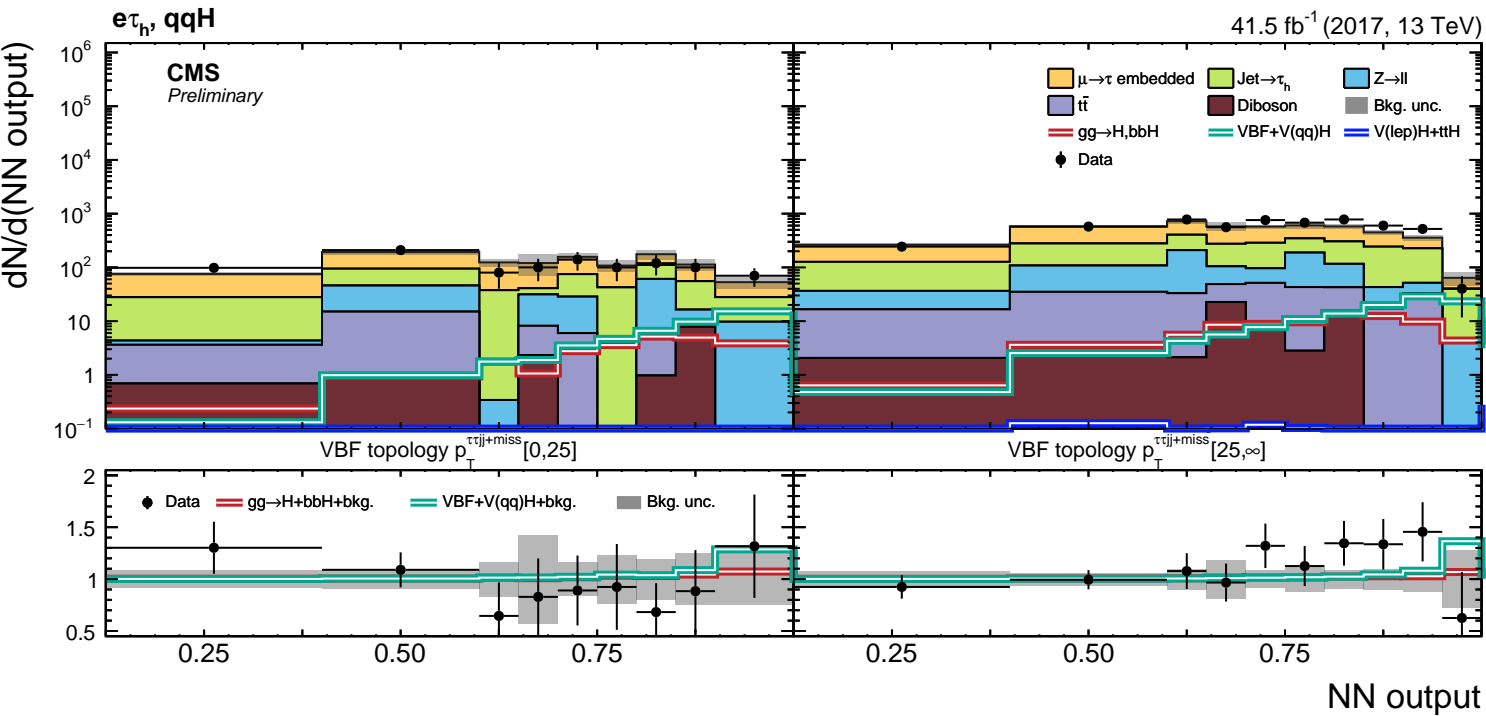 eτh, qqH
41.5 fb-1 (2017, 13 TeV)
dN/d(NN output)
CMS
Preliminary
μ→τ embedded
Jet→τh
Z→ll
tt̄
Diboson
Bkg. unc.
gg→H,bbH
VBF+V(qq)H
V(lep)H+ttH
Data
10^6
10^5
10^4
10^3
10^2
10
1
10^−1
VBF topology pTττjj+miss[0,25]
VBF topology pTττjj+miss[25,∞]
Data
gg→H+bbH+bkg.
VBF+V(qq)H+bkg.
Bkg. unc.
2
1.5
1
0.5
0.25
0.50
0.75
0.25
0.50
0.75
NN output